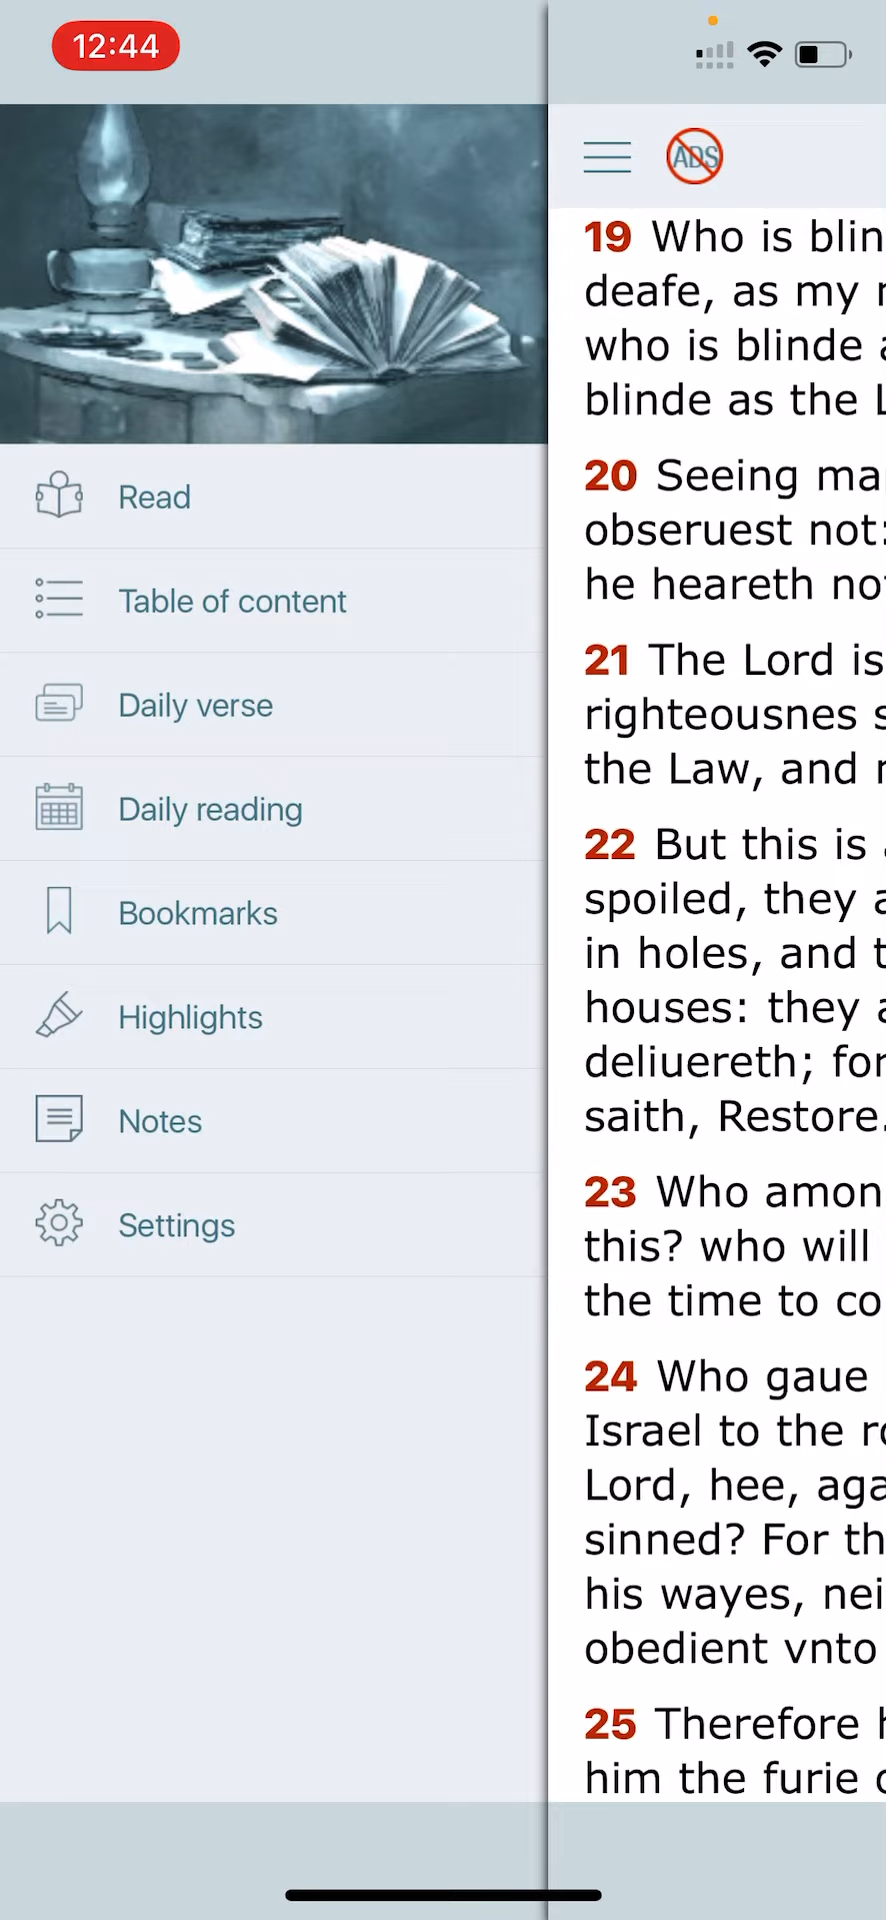 12:44
Read
Table of content
Daily verse
Daily reading
Bookmarks
Highlights
Notes
Settings
ADS
19 Who is blin
deafe, as my
who is blinde
blinde as the L
20 Seeing ma
obseruest not:
he heareth no
21 The Lord is
righteousnes s
the Law, and
22 But this is
spoiled, they a
in holes, and t
houses: they a
deliuereth; for
saith, Restore.
23 Who amon
this? who will
the time to co
24 Who gaue
Israel to the ro
Lord, hee, aga
sinned? For th
his wayes, nei
obedient vnto
25 Therefore h
him the furie o